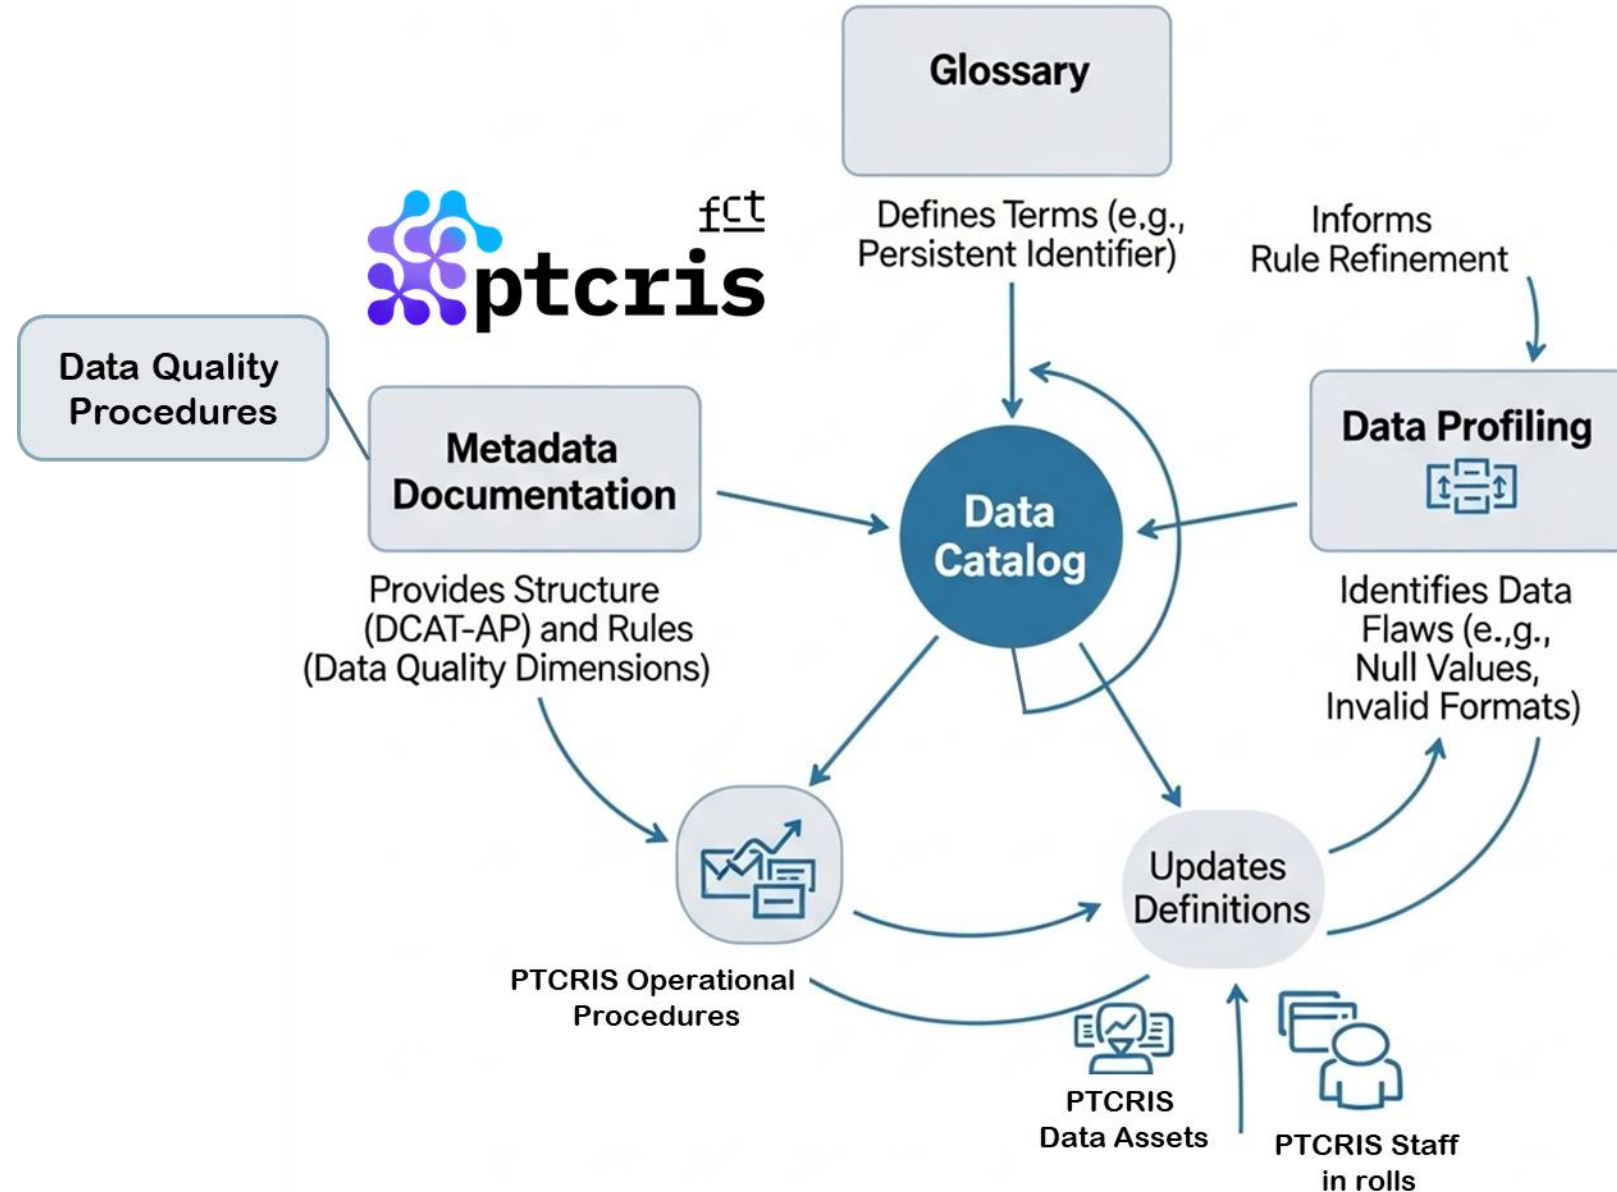 Glossary
Defines Terms (e.g.,
Persistent Identifier)
Informs
Rule Refinement
fct
ptcris
Data Quality
Procedures
Metadata
Documentation
Provides Structure
(DCAT-AP) and Rules
(Data Quality Dimensions)
Data
Catalog
Data Profiling
Identifies Data
Flaws (e.,g.,
Null Values,
Invalid Formats)
Updates
Definitions
PTCRIS Operational
Procedures
PTCRIS
Data Assets
PTCRIS Staff
in rolls